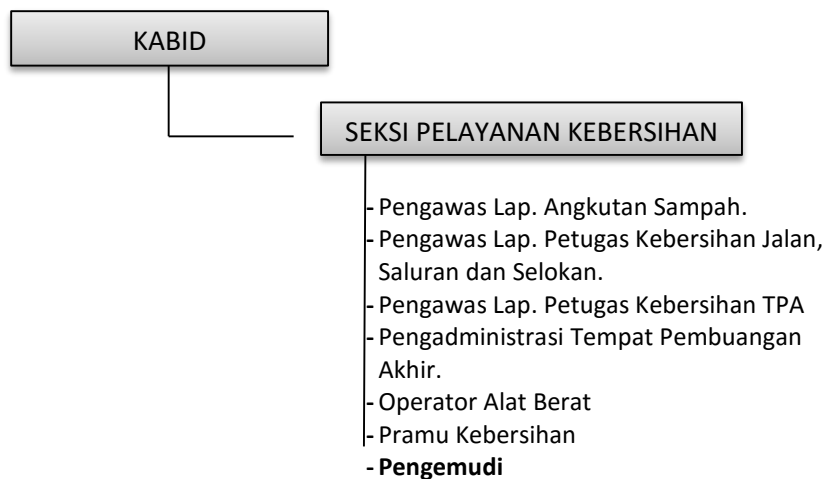 KABID
SEKSI PELAYANAN KEBERSIHAN
- Pengawas Lap. Angkutan Sampah.
- Pengawas Lap. Petugas Kebersihan Jalan,
Saluran dan Selokan.
- Pengawas Lap. Petugas Kebersihan TPA
- Pengadministrasi Tempat Pembuangan
Akhir.
- Operator Alat Berat
- Pramu Kebersihan
- Pengemudi